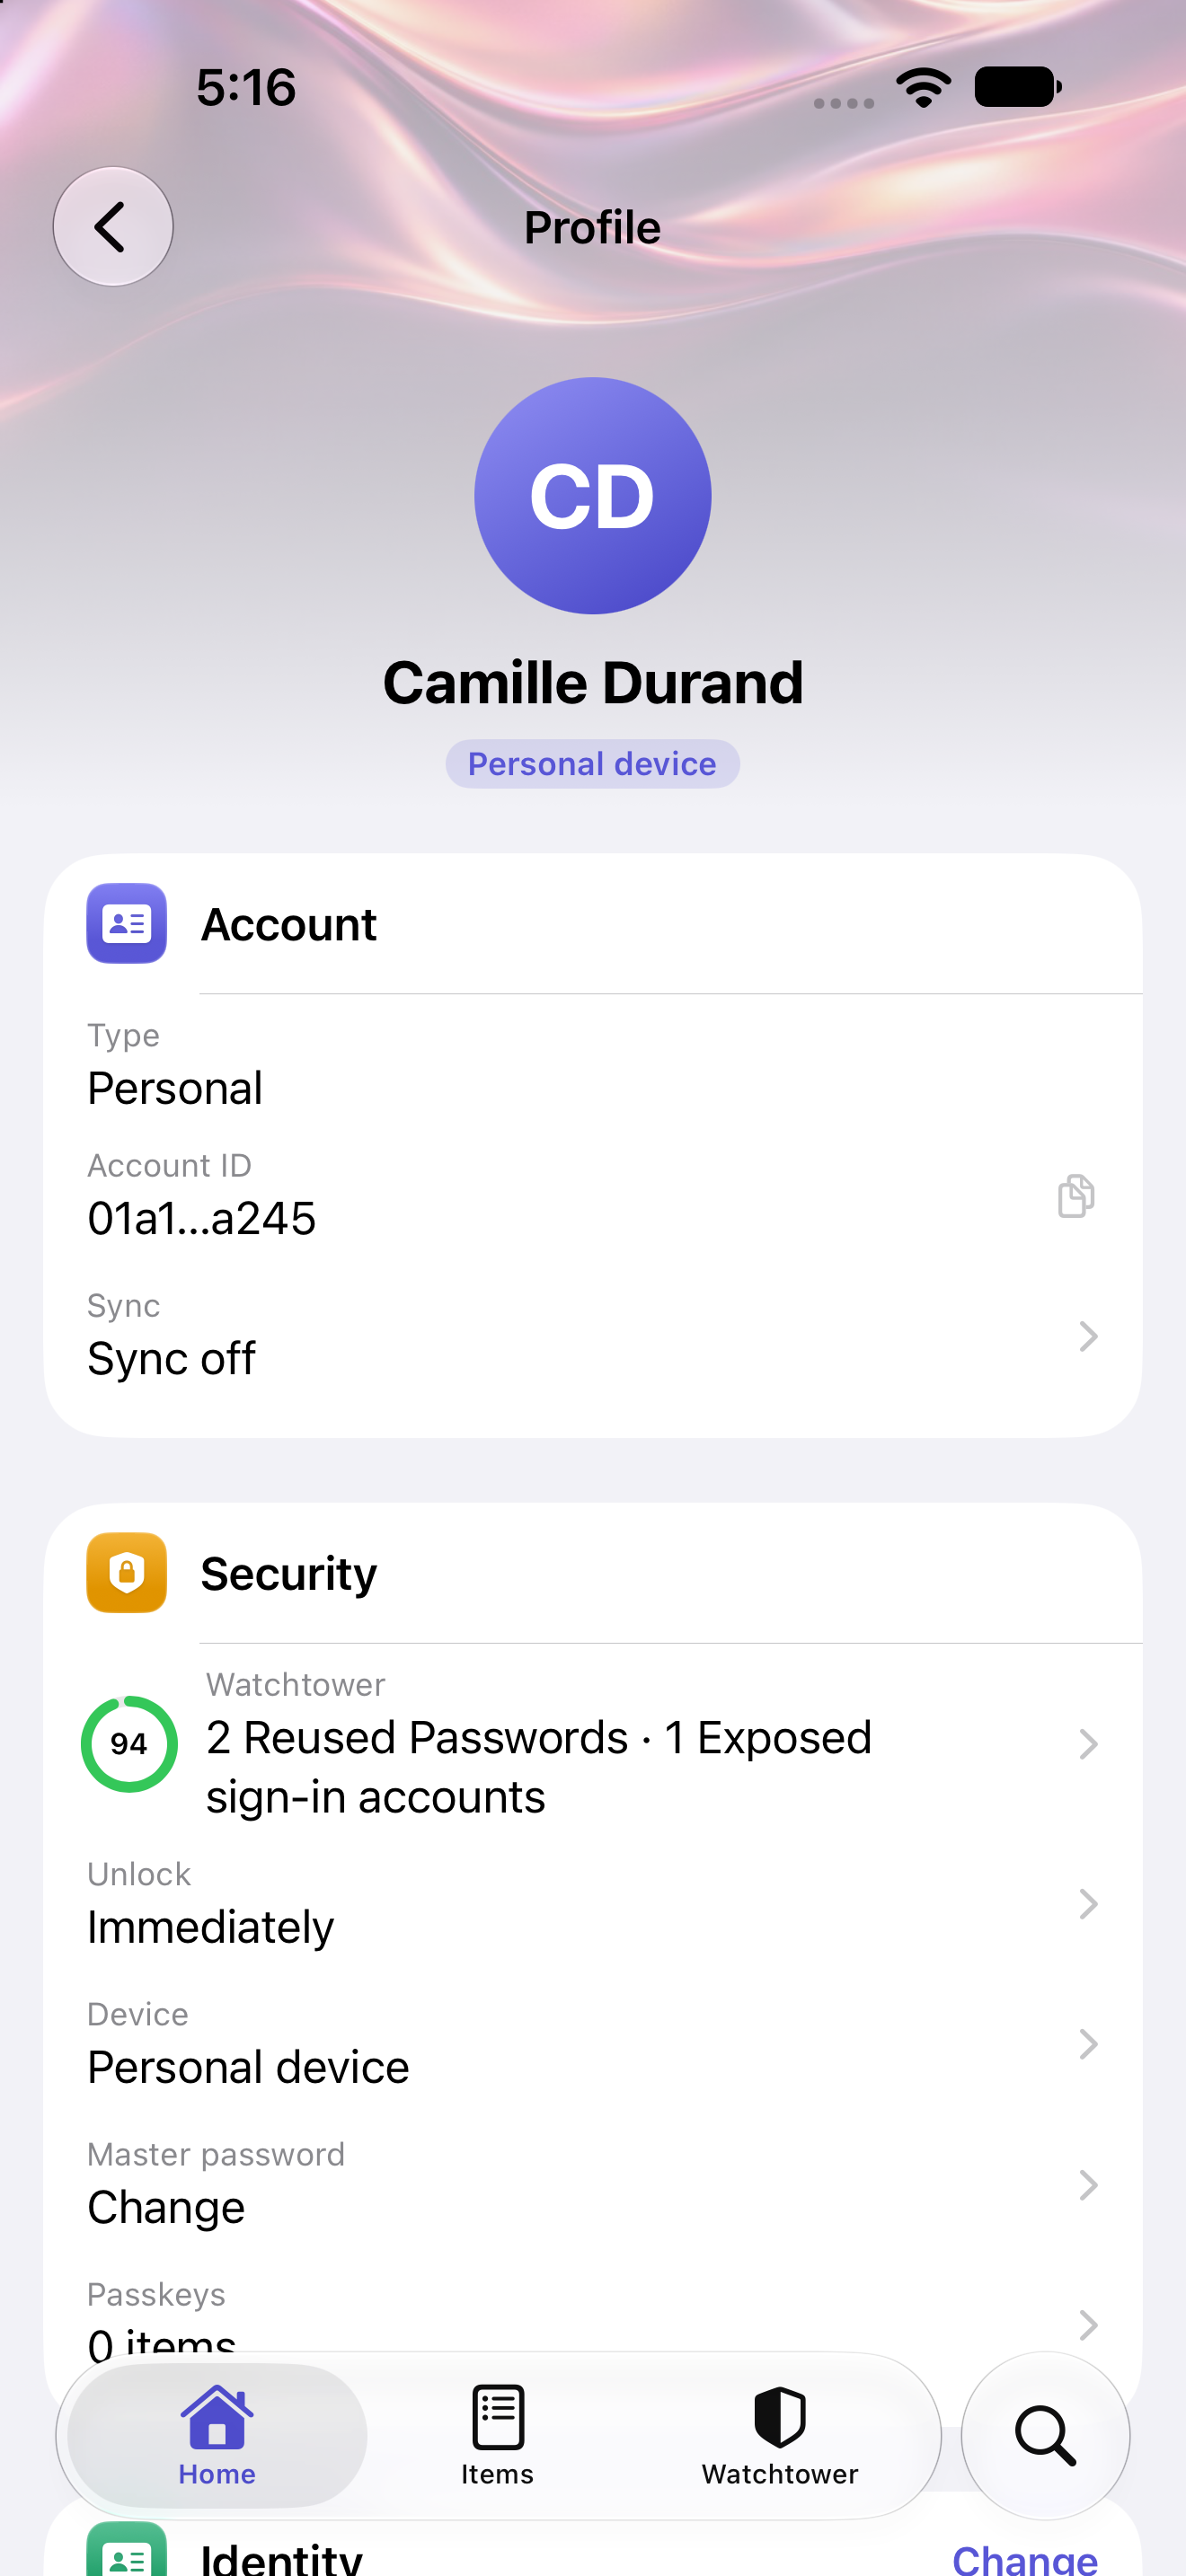 5:16
Profile
CD
Camille Durand
Personal device
Account
Type
Personal
Account ID
01a1...a245
Sync
Sync off
Security
94
Watchtower
2 Reused Passwords · 1 Exposed
sign-in accounts
Unlock
Immediately
Device
Personal device
Master password
Change
Passkeys
0 items
Home
Items
Watchtower
Identity
Change